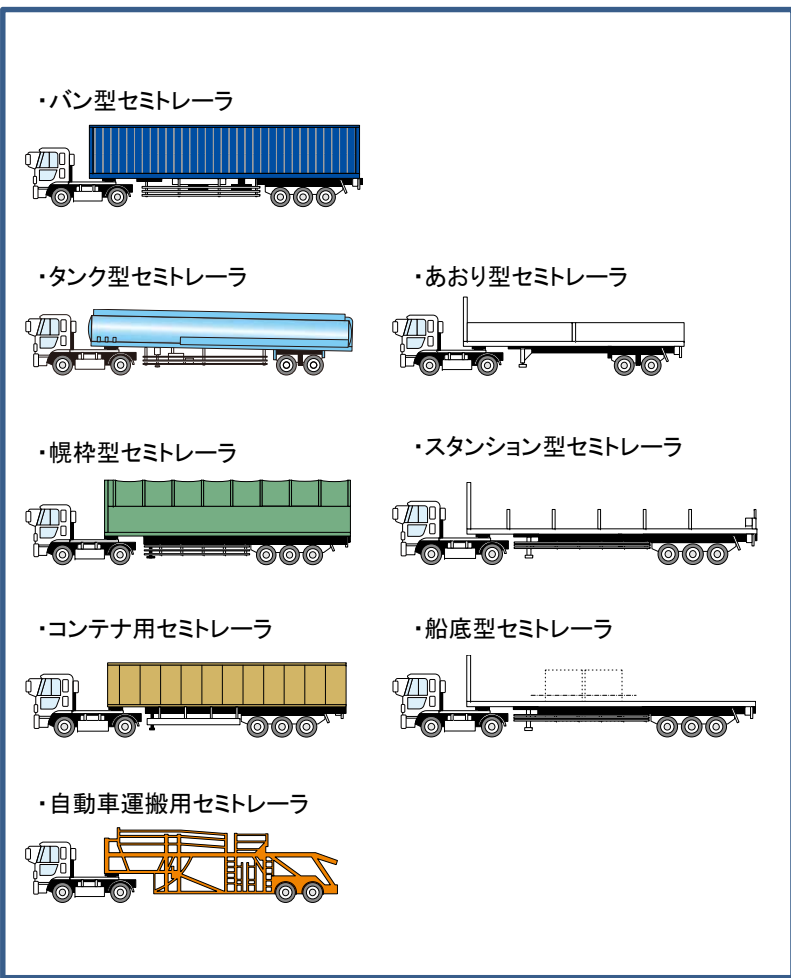 ・バン型セミトレーラ
・タンク型セミトレーラ
・あおり型セミトレーラ
・幌枠型セミトレーラ
・スタンション型セミトレーラ
・コンテナ用セミトレーラ
・船底型セミトレーラ
・自動車運搬用セミトレーラ